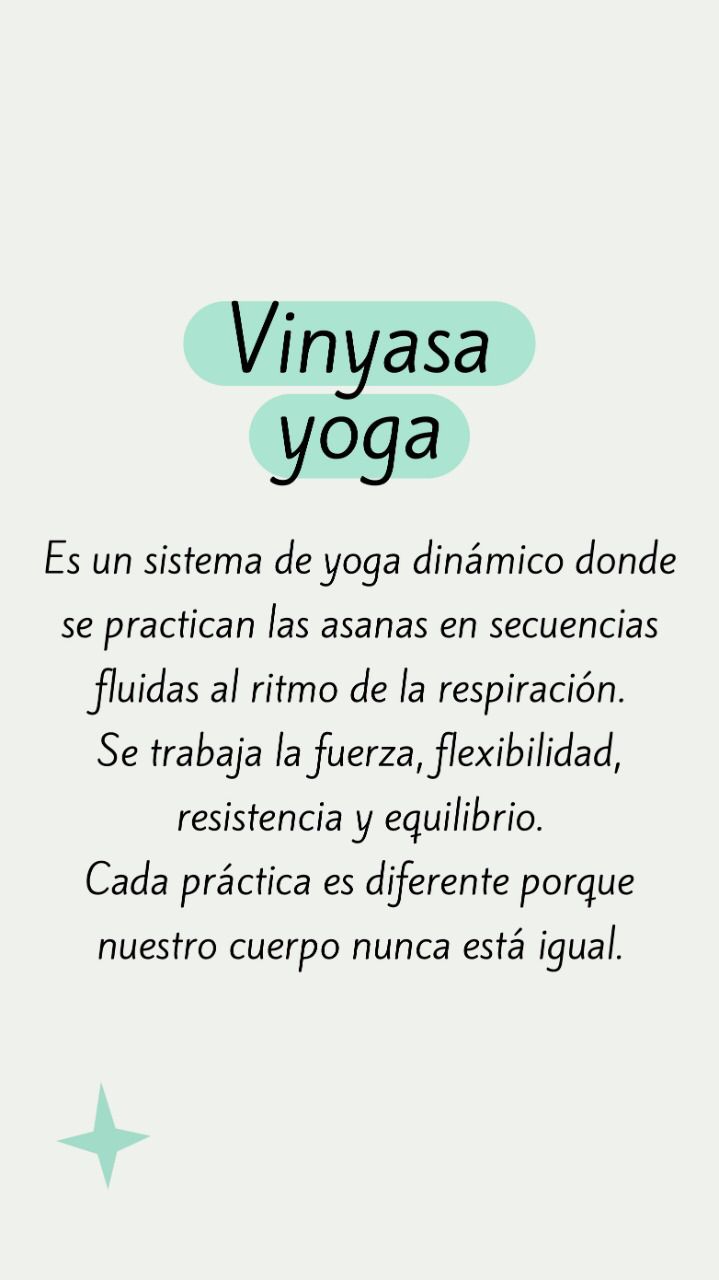 Vinyasa
yoga
Es un sistema de yoga dinámico donde
se practican las asanas en secuencias
fluidas al ritmo de la respiración.
Se trabaja la fuerza, flexibilidad,
resistencia y equilibrio.
Cada práctica es diferente porque
nuestro cuerpo nunca está igual.